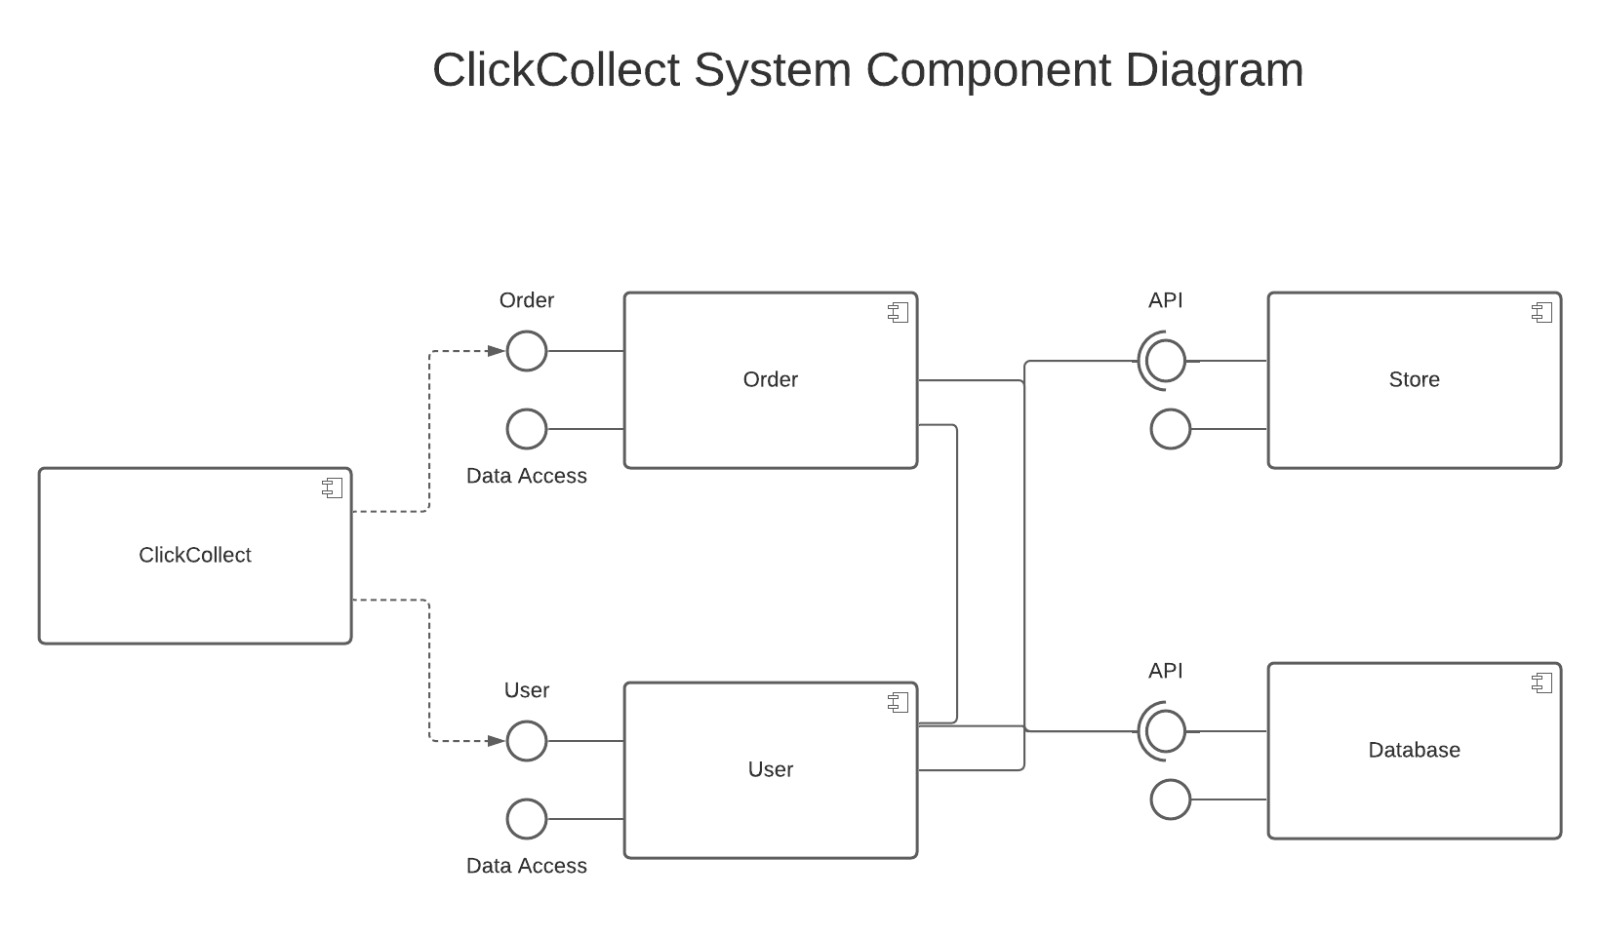 ClickCollect System Component Diagram
Order
API
Order
Store
Data Access
ClickCollect
User
API
User
Database
Data Access